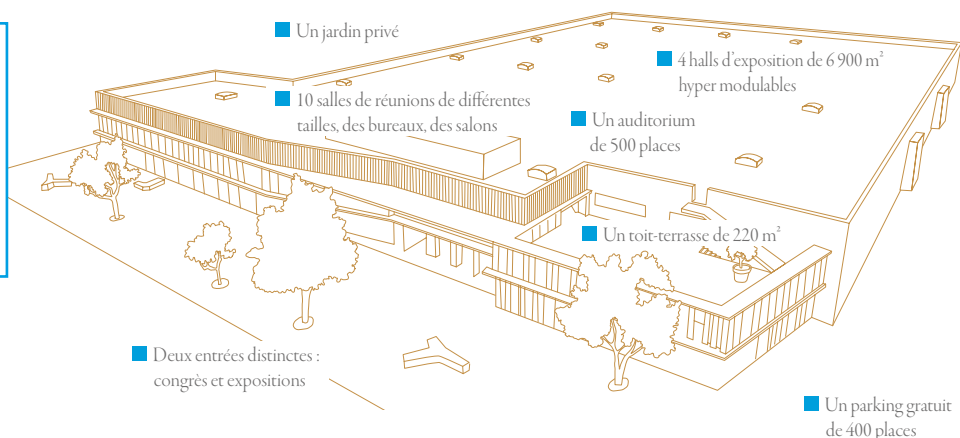 Un jardin privé
4 halls d'exposition de 6 900 m²
hyper modulables
10 salles de réunions de différentes
tailles, des bureaux, des salons
Un auditorium
de 500 places
Un toit-terrasse de 220 m²
Deux entrées distinctes :
congrès et expositions
Un parking gratuit
de 400 places